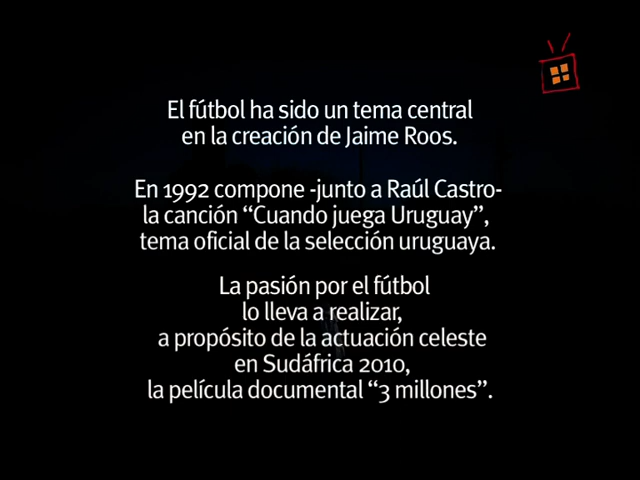 El fútbol ha sido un tema central
en la creación de Jaime Roos.
En 1992 compone -junto a Raúl Castro-
la canción “Cuando juega Uruguay”,
tema oficial de la selección uruguaya.
La pasión por el fútbol
lo lleva a realizar,
a propósito de la actuación celeste
en Sudáfrica 2010,
la película documental “3 millones”.